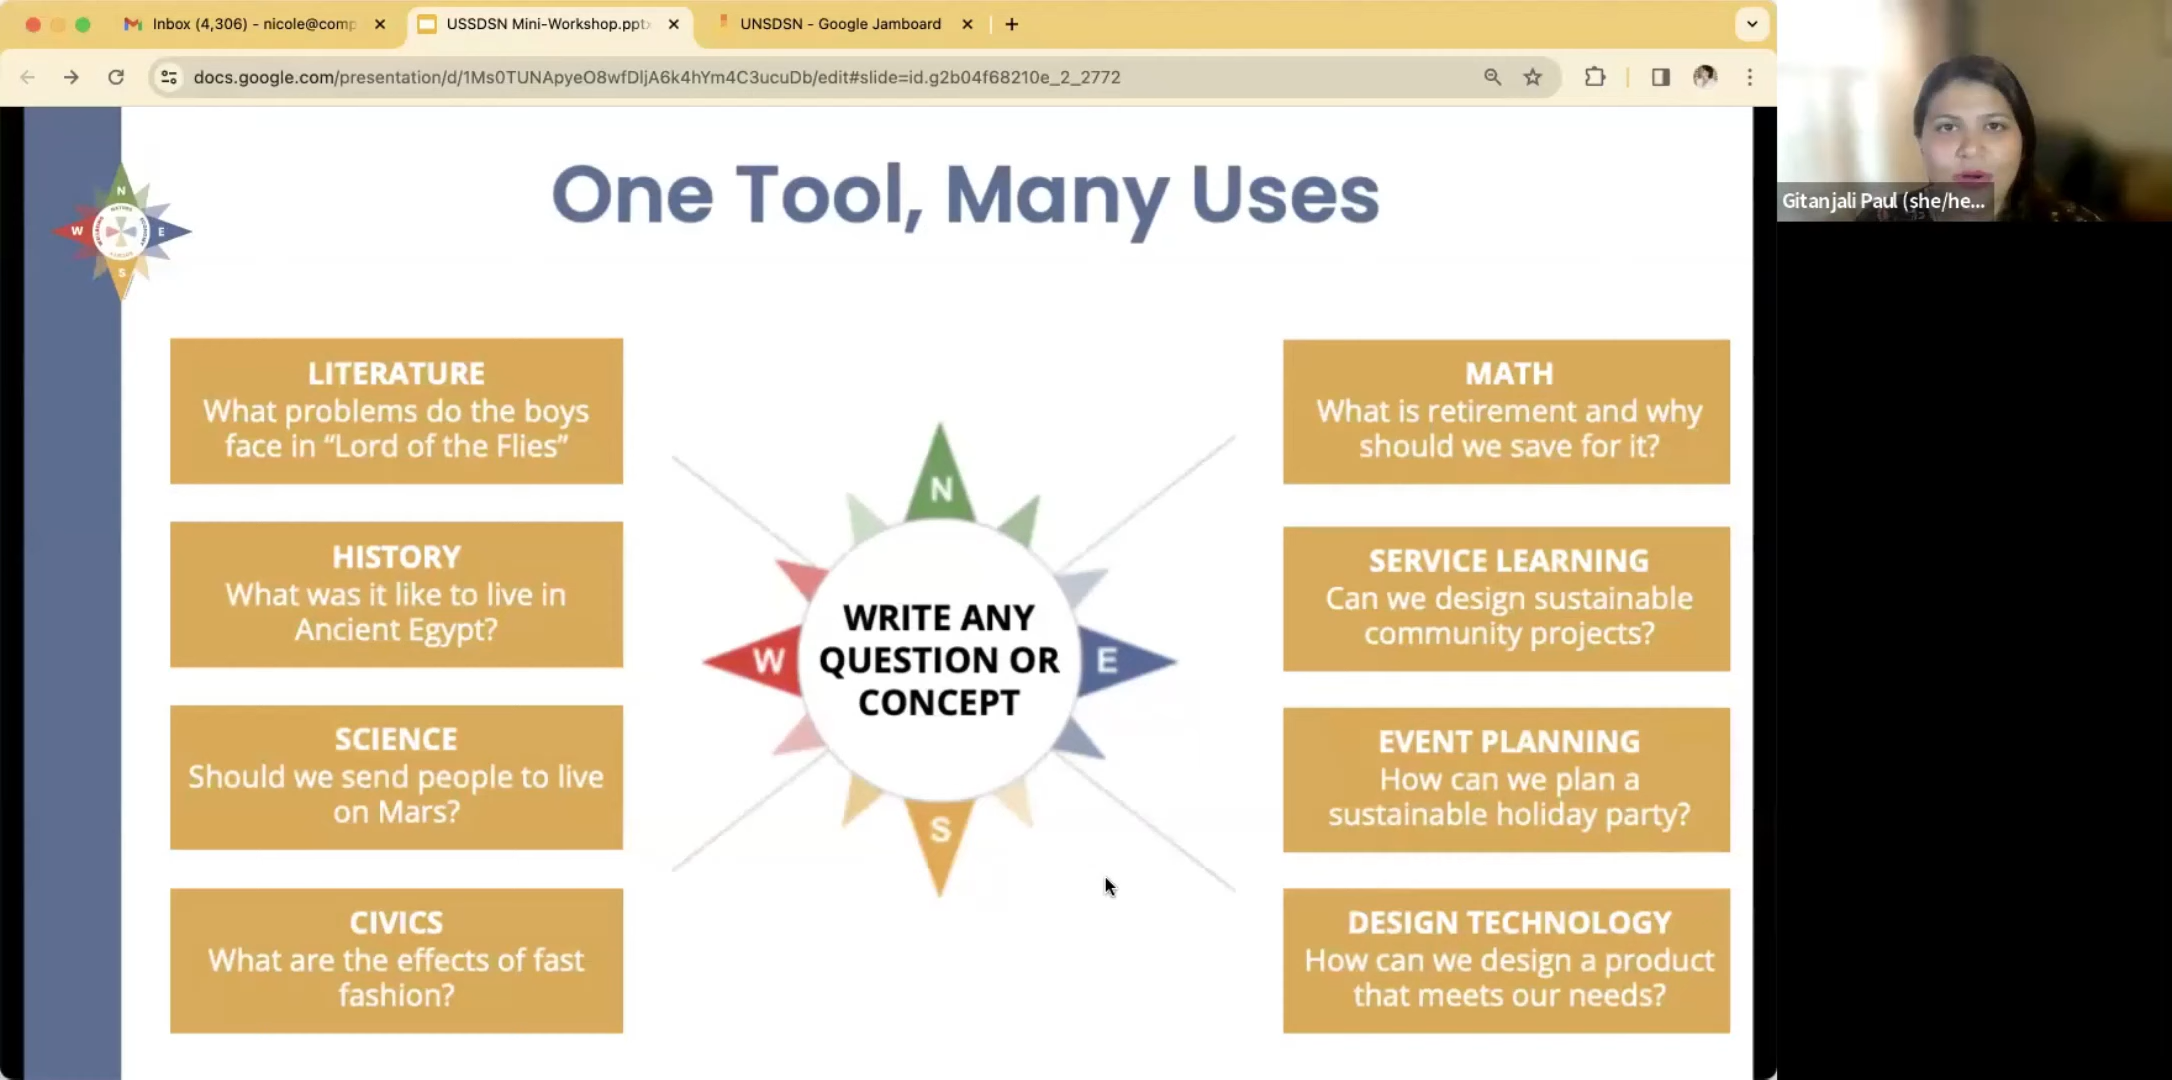 Inbox (4,306) - nicole@comp
USSDSN Mini-Workshop.pptx
UNSDSN - Google Jamboard
docs.google.com/presentation/d/1Ms0TUNApyeO8wfDljA6k4hYm4C3ucuDb/edit#slide=id.g2b04f68210e_2_2772
Gitanjali Paul (she/he...
One Tool, Many Uses
N
W
E
S
LITERATURE
What problems do the boys
face in “Lord of the Flies”
HISTORY
What was it like to live in
Ancient Egypt?
SCIENCE
Should we send people to live
on Mars?
CIVICS
What are the effects of fast
fashion?
N
W
E
S
WRITE ANY
QUESTION OR
CONCEPT
MATH
What is retirement and why
should we save for it?
SERVICE LEARNING
Can we design sustainable
community projects?
EVENT PLANNING
How can we plan a
sustainable holiday party?
DESIGN TECHNOLOGY
How can we design a product
that meets our needs?